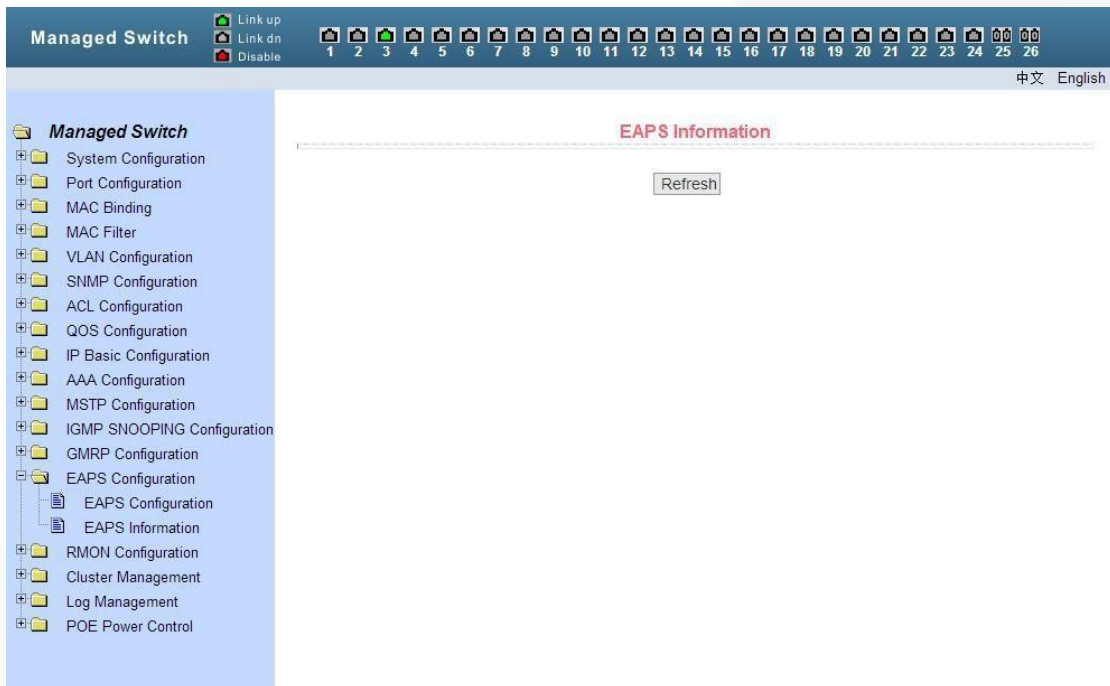 Managed Switch
Link up
Link dn
Disable
1 2 3 4 5 6 7 8 9 10 11 12 13 14 15 16 17 18 19 20 21 22 23 24 25 26
中文 English
Managed Switch
System Configuration
Port Configuration
MAC Binding
MAC Filter
VLAN Configuration
SNMP Configuration
ACL Configuration
QOS Configuration
IP Basic Configuration
AAA Configuration
MSTP Configuration
IGMP SNOOPING Configuration
GMRP Configuration
EAPS Configuration
EAPS Configuration
EAPS Information
RMON Configuration
Cluster Management
Log Management
POE Power Control
EAPS Information
Refresh